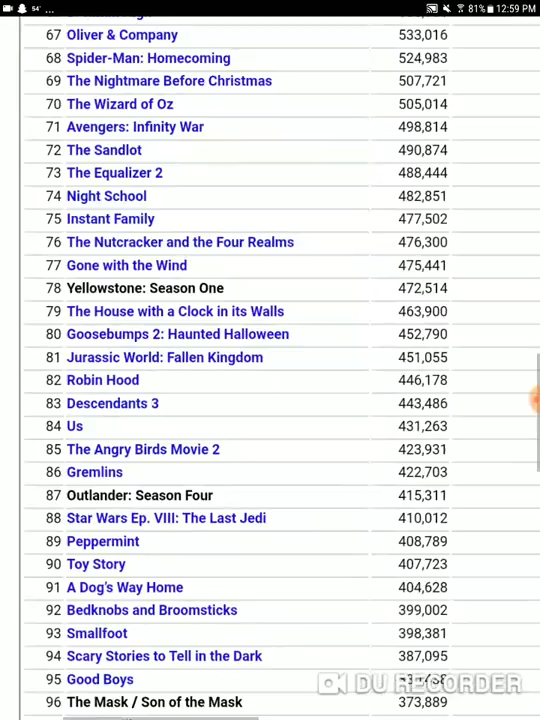 54° ... 81% 12:59 PM
67 Oliver & Company 533,016
68 Spider-Man: Homecoming 524,983
69 The Nightmare Before Christmas 507,721
70 The Wizard of Oz 505,014
71 Avengers: Infinity War 498,814
72 The Sandlot 490,874
73 The Equalizer 2 488,444
74 Night School 482,851
75 Instant Family 477,502
76 The Nutcracker and the Four Realms 476,300
77 Gone with the Wind 475,441
78 Yellowstone: Season One 472,514
79 The House with a Clock in its Walls 463,900
80 Goosebumps 2: Haunted Halloween 452,790
81 Jurassic World: Fallen Kingdom 451,055
82 Robin Hood 446,178
83 Descendants 3 443,486
84 Us 431,263
85 The Angry Birds Movie 2 423,931
86 Gremlins 422,703
87 Outlander: Season Four 415,311
88 Star Wars Ep. VIII: The Last Jedi 410,012
89 Peppermint 408,789
90 Toy Story 407,723
91 A Dog's Way Home 404,628
92 Bedknobs and Broomsticks 399,002
93 Smallfoot 398,381
94 Scary Stories to Tell in the Dark 387,095
95 Good Boys
DU RECORDER
96 The Mask / Son of the Mask 373,889